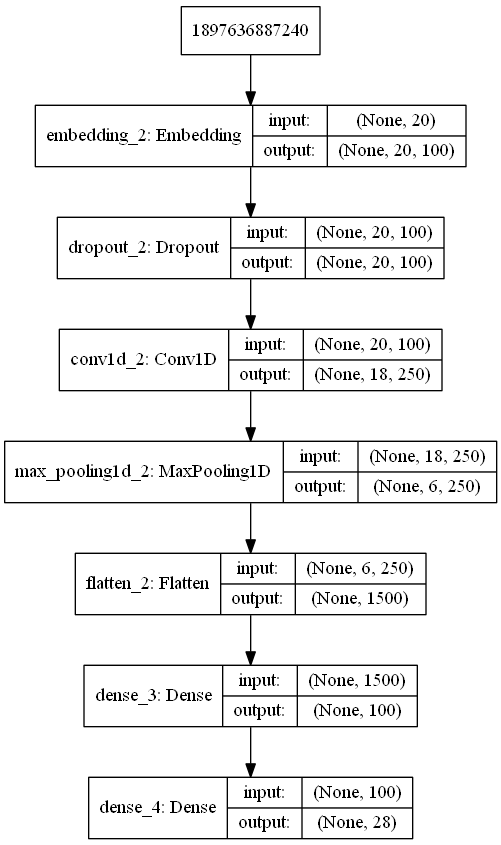 1897636887240
embedding_2: Embedding
input: (None, 20)
output: (None, 20, 100)
dropout_2: Dropout
input: (None, 20, 100)
output: (None, 20, 100)
conv1d_2: Conv1D
input: (None, 20, 100)
output: (None, 18, 250)
max_pooling1d_2: MaxPooling1D
input: (None, 18, 250)
output: (None, 6, 250)
flatten_2: Flatten
input: (None, 6, 250)
output: (None, 1500)
dense_3: Dense
input: (None, 1500)
output: (None, 100)
dense_4: Dense
input: (None, 100)
output: (None, 28)